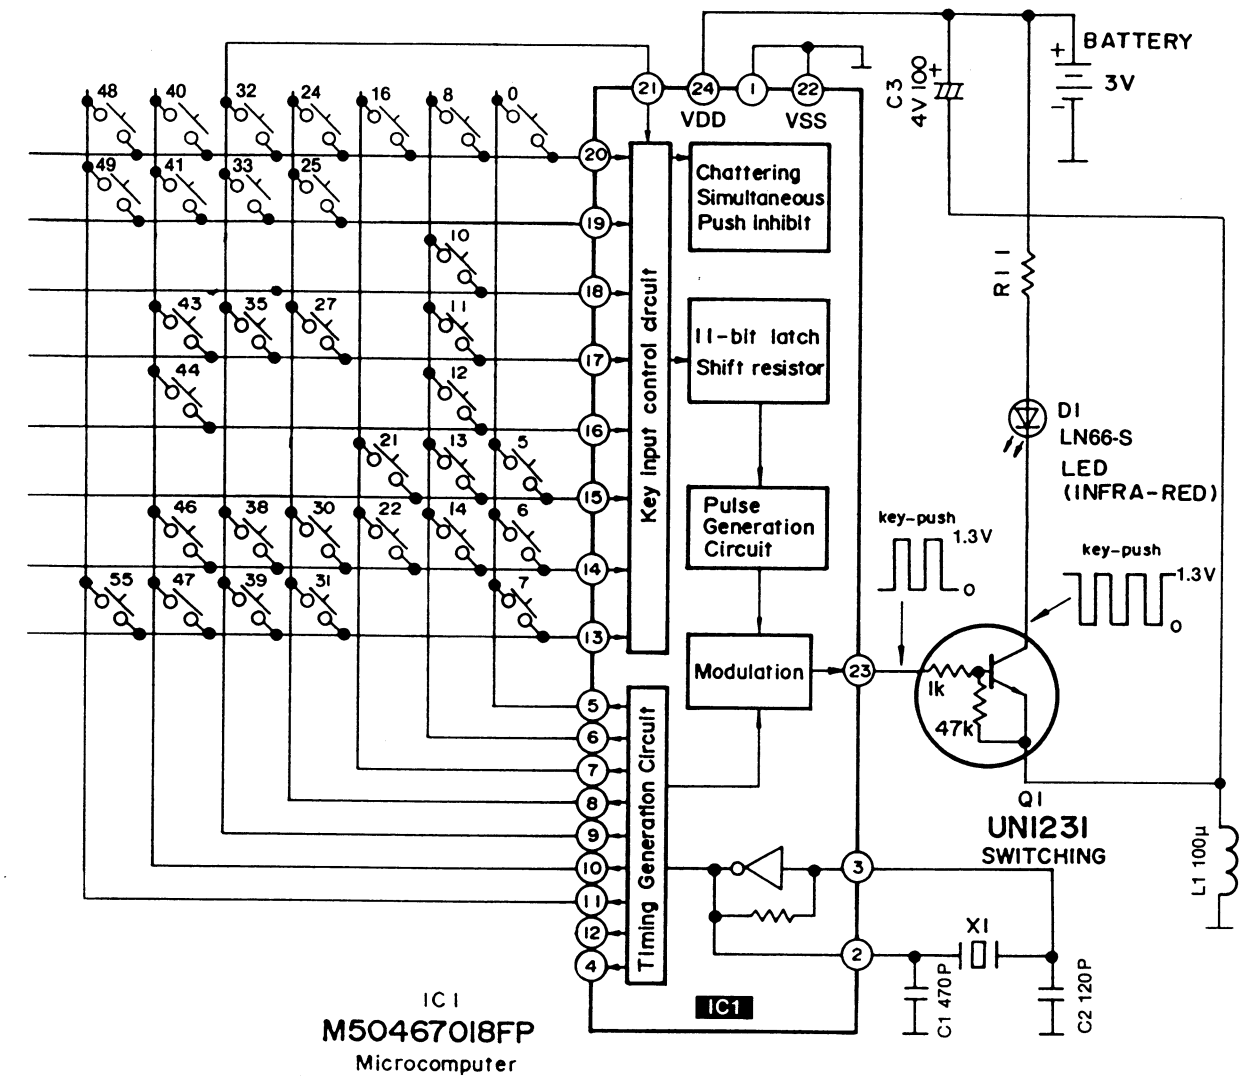 48 40 32 24 16 8 0
49 41 33 25
10
43 35 27 11
44 12
21 13 5
46 38 30 22 14 6
55 47 39 31 7
21 24 1 22
VDD VSS
20
19
18
17
16
15
14
13
Key input control circuit
Chattering
Simultaneous
Push inhibit
11-bit latch
Shift resistor
Pulse
Generation
Circuit
Modulation
23
5
6
7
8
9
10
11
12
4
Timing Generation Circuit
3
2
IC1
IC1
M50467018FP
Microcomputer
C3
4V 100
+
+
BATTERY
3V
-
R1 1
D1
LN66-S
LED
(INFRA-RED)
key-push
1.3V
0
key-push
1.3V
0
1k
47k
Q1
UN1231
SWITCHING
L1 100μ
X1
C1 470P
C2 120P